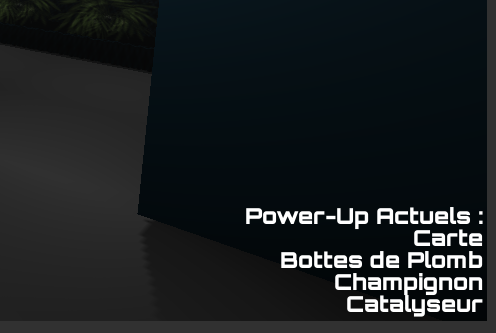 Power-Up Actuels :
Carte
Bottes de Plomb
Champignon
Catalyseur